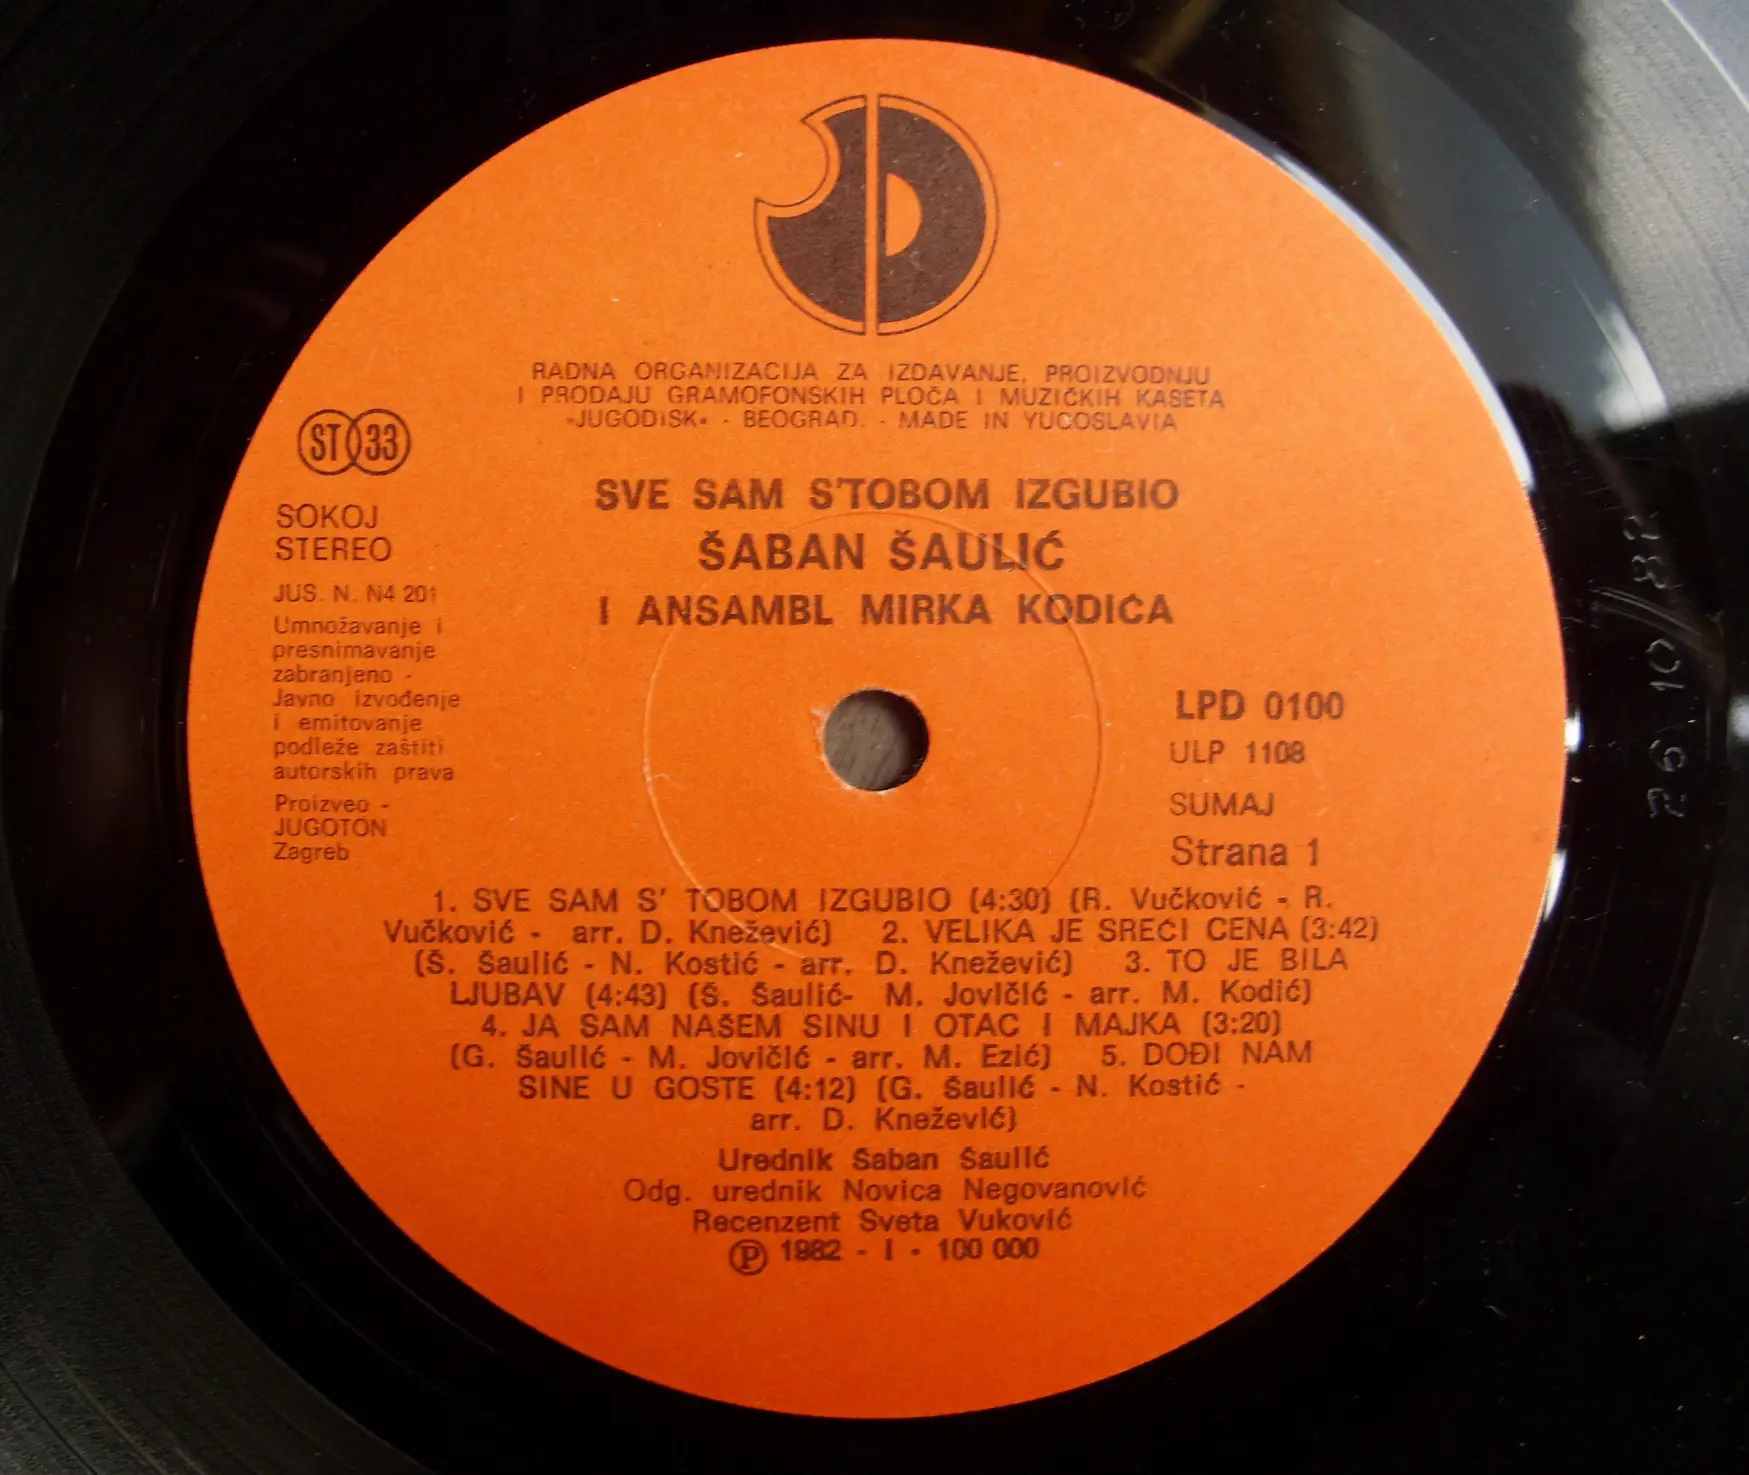 RADNA ORGANIZACIJA ZA IZDAVANJE, PROIZVODNJU
I PRODAJU GRAMOFONSKIH PLOČA I MUZIČKIH KASETA
»JUGODISK« - BEOGRAD. - MADE IN YUGOSLAVIA
ST 33
SOKOJ
STEREO
JUS. N. N4 201
Umnožavanje i
presnimavanje
zabranjeno -
Javno izvođenje
i emitovanje
podleže zaštiti
autorskih prava
Proizveo -
JUGOTON
Zagreb
SVE SAM S'TOBOM IZGUBIO
ŠABAN ŠAULIĆ
I ANSAMBL MIRKA KODIĆA
LPD 0100
ULP 1108
SUMAJ
Strana 1
1. SVE SAM S' TOBOM IZGUBIO (4:30) (R. Vučković - R.
Vučković - arr. D. Knežević) 2. VELIKA JE SREĆI CENA (3:42)
(Š. Šaulić - N. Kostić - arr. D. Knežević) 3. TO JE BILA
LJUBAV (4:43) (Š. Šaulić- M. Jovičić - arr. M. Kodić)
4. JA SAM NAŠEM SINU I OTAC I MAJKA (3:20)
(G. Šaulić - M. Jovičić - arr. M. Ezić) 5. DOĐI NAM
SINE U GOSTE (4:12) (G. Šaulić - N. Kostić -
arr. D. Knežević)
Urednik Šaban Šaulić
Odg. urednik Novica Negovanović
Recenzent Sveta Vuković
℗ 1982 - I - 100 000